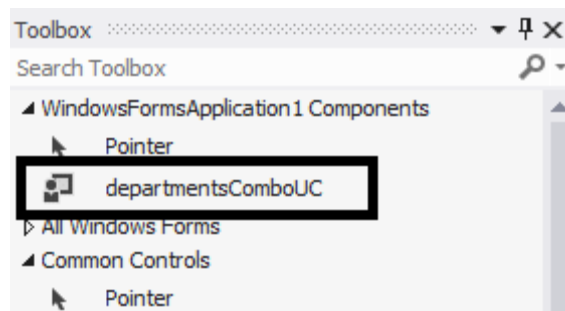 Toolbox
Search Toolbox
WindowsFormsApplication1 Components
Pointer
departmentsComboUC
All Windows Forms
Common Controls
Pointer